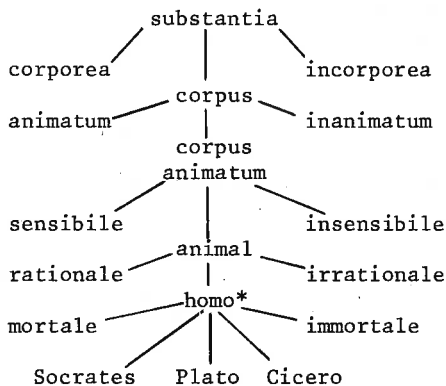 substantia
corporea incorporea
corpus
animatum inanimatum
corpus
animatum
sensibile insensibile
animal
rationale irrationale
homo*
mortale immortale
Socrates Plato Cicero